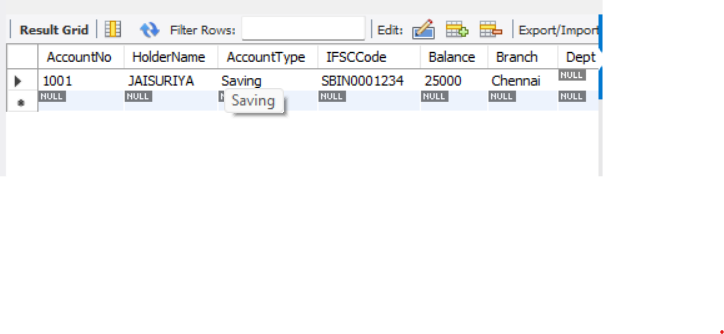 Result Grid Filter Rows: Edit: Export/Import
AccountNo HolderName AccountType IFSCCode Balance Branch Dept
1001 JAISURIYA Saving SBIN0001234 25000 Chennai NULL
NULL NULL NULL NULL NULL NULL
Saving